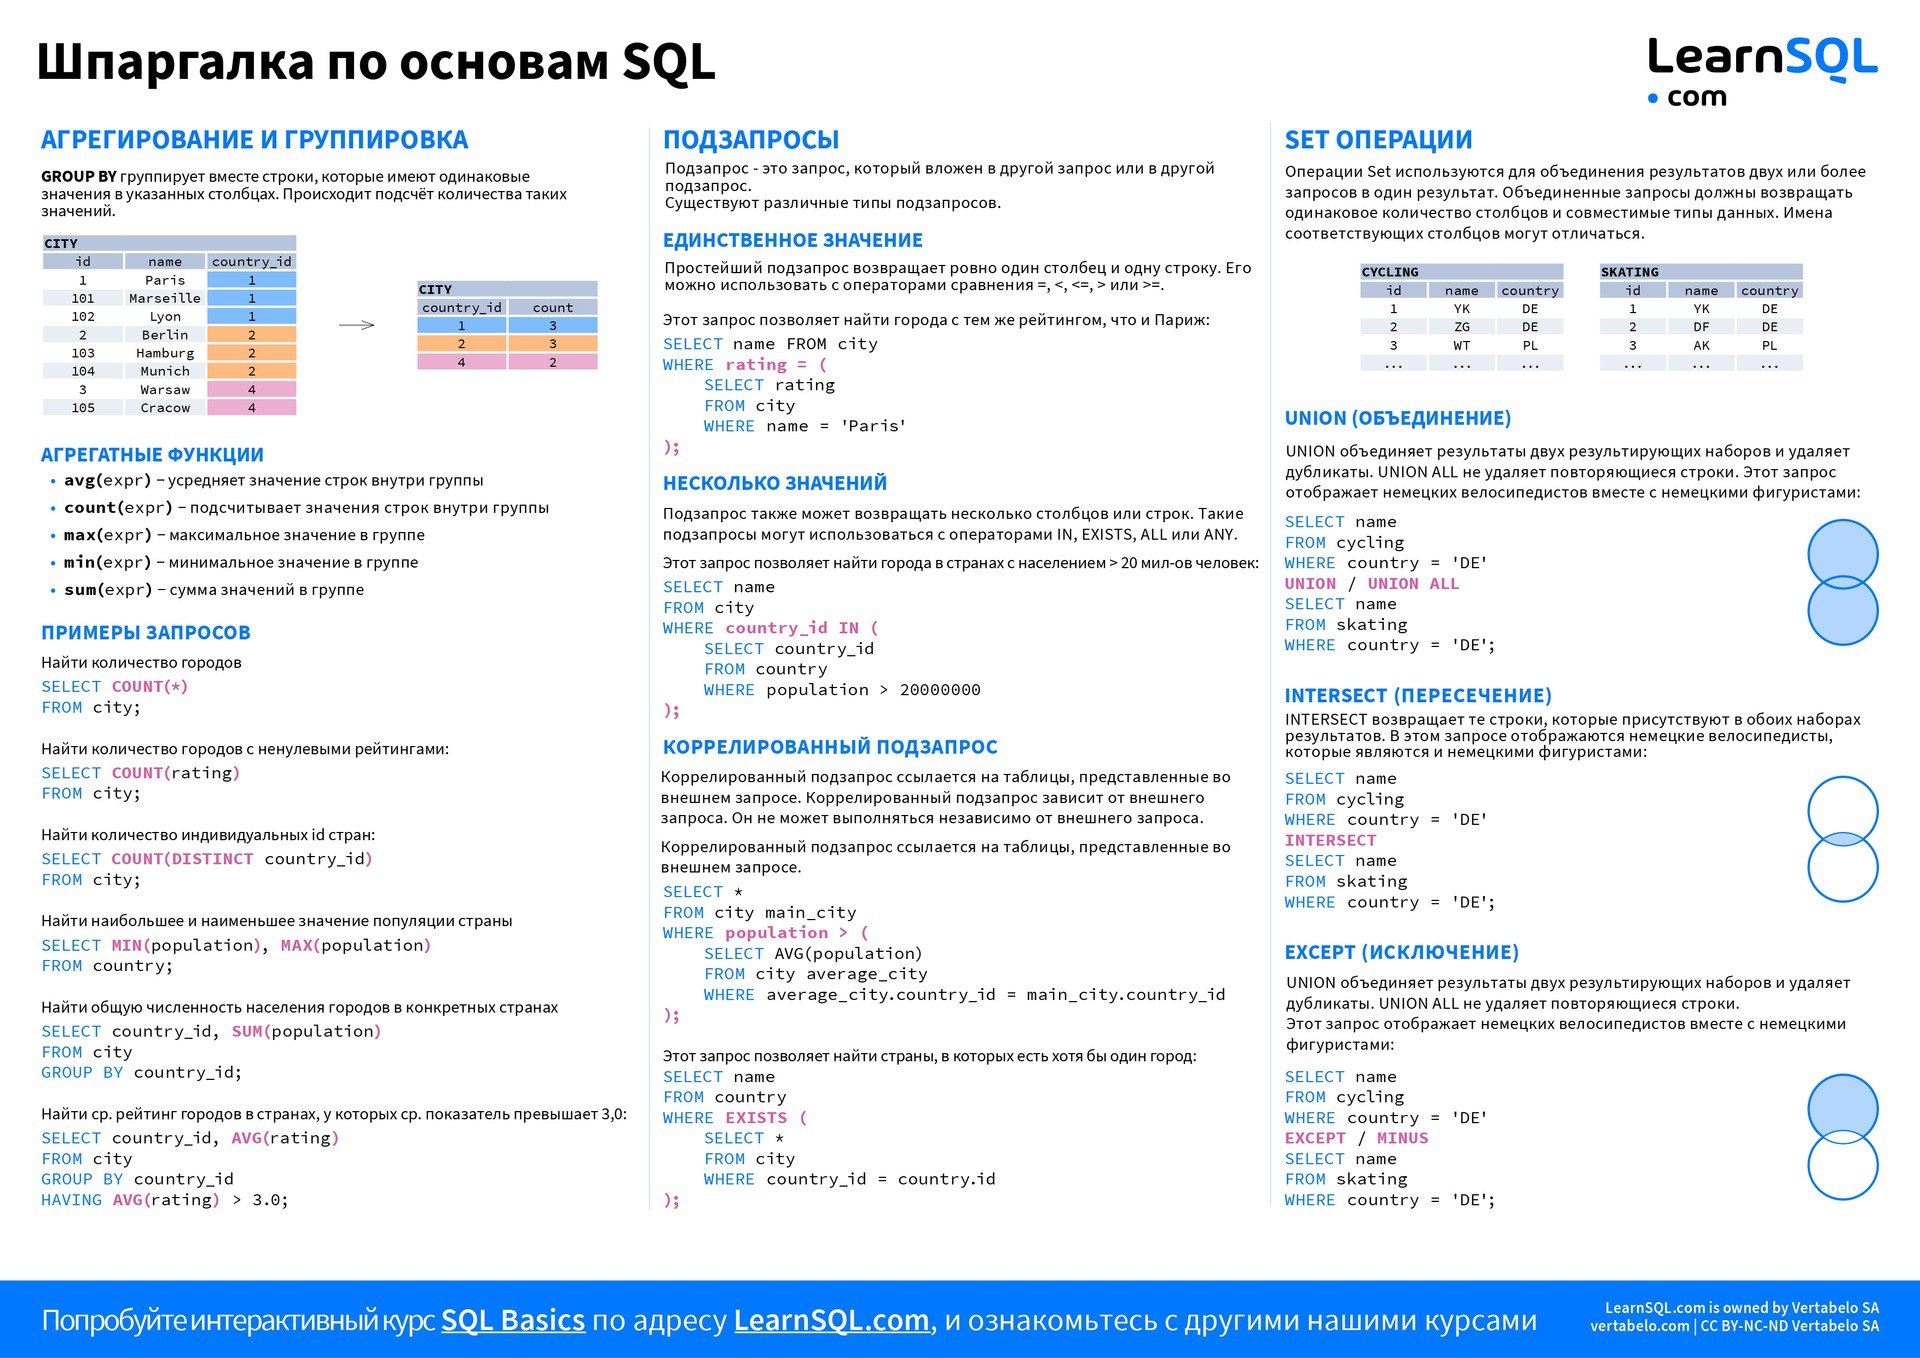 Шпаргалка по основам SQL
LearnSQL
com
АГРЕГИРОВАНИЕ И ГРУППИРОВКА
GROUP BY группирует вместе строки, которые имеют одинаковые
значения в указанных столбцах. Происходит подсчёт количества таких
значений.
CITY
id name country_id
1 Paris 1
101 Marseille 1
102 Lyon 1
2 Berlin 2
103 Hamburg 2
104 Munich 2
3 Warsaw 4
105 Cracow 4
CITY
country_id count
1 3
2 3
4 2
АГРЕГАТНЫЕ ФУНКЦИИ
• avg(expr) – усредняет значение строк внутри группы
• count(expr) – подсчитывает значения строк внутри группы
• max(expr) – максимальное значение в группе
• min(expr) – минимальное значение в группе
• sum(expr) – сумма значений в группе
ПРИМЕРЫ ЗАПРОСОВ
Найти количество городов
SELECT COUNT(*)
FROM city;
Найти количество городов с ненулевыми рейтингами:
SELECT COUNT(rating)
FROM city;
Найти количество индивидуальных id стран:
SELECT COUNT(DISTINCT country_id)
FROM city;
Найти наибольшее и наименьшее значение популяции страны
SELECT MIN(population), MAX(population)
FROM country;
Найти общую численность населения городов в конкретных странах
SELECT country_id, SUM(population)
FROM city
GROUP BY country_id;
Найти ср. рейтинг городов в странах, у которых ср. показатель превышает 3,0:
SELECT country_id, AVG(rating)
FROM city
GROUP BY country_id
HAVING AVG(rating) > 3.0;
ПОДЗАПРОСЫ
Подзапрос - это запрос, который вложен в другой запрос или в другой
подзапрос.
Существуют различные типы подзапросов.
ЕДИНСТВЕННОЕ ЗНАЧЕНИЕ
Простейший подзапрос возвращает ровно один столбец и одну строку. Его
можно использовать с операторами сравнения =, <, <=, > или >=.
Этот запрос позволяет найти города с тем же рейтингом, что и Париж:
SELECT name FROM city
WHERE rating = (
SELECT rating
FROM city
WHERE name = 'Paris'
);
НЕСКОЛЬКО ЗНАЧЕНИЙ
Подзапрос также может возвращать несколько столбцов или строк. Такие
подзапросы могут использоваться с операторами IN, EXISTS, ALL или ANY.
Этот запрос позволяет найти города в странах с населением > 20 мил-ов человек:
SELECT name
FROM city
WHERE country_id IN (
SELECT country_id
FROM country
WHERE population > 20000000
);
КОРРЕЛИРОВАННЫЙ ПОДЗАПРОС
Коррелированный подзапрос ссылается на таблицы, представленные во
внешнем запросе. Коррелированный подзапрос зависит от внешнего
запроса. Он не может выполняться независимо от внешнего запроса.
Коррелированный подзапрос ссылается на таблицы, представленные во
внешнем запросе.
SELECT *
FROM city main_city
WHERE population > (
SELECT AVG(population)
FROM city average_city
WHERE average_city.country_id = main_city.country_id
);
Этот запрос позволяет найти страны, в которых есть хотя бы один город:
SELECT name
FROM country
WHERE EXISTS (
SELECT *
FROM city
WHERE country_id = country.id
);
SET ОПЕРАЦИИ
Операции Set используются для объединения результатов двух или более
запросов в один результат. Объединенные запросы должны возвращать
одинаковое количество столбцов и совместимые типы данных. Имена
соответствующих столбцов могут отличаться.
CYCLING
id name country
1 YK DE
2 ZG DE
3 WT PL
... ... ...
SKATING
id name country
1 YK DE
2 DF DE
3 AK PL
... ... ...
UNION (ОБЪЕДИНЕНИЕ)
UNION объединяет результаты двух результирующих наборов и удаляет
дубликаты. UNION ALL не удаляет повторяющиеся строки. Этот запрос
отображает немецких велосипедистов вместе с немецкими фигуристами:
SELECT name
FROM cycling
WHERE country = 'DE'
UNION / UNION ALL
SELECT name
FROM skating
WHERE country = 'DE';
INTERSECT (ПЕРЕСЕЧЕНИЕ)
INTERSECT возвращает те строки, которые присутствуют в обоих наборах
результатов. В этом запросе отображаются немецкие велосипедисты,
которые являются и немецкими фигуристами:
SELECT name
FROM cycling
WHERE country = 'DE'
INTERSECT
SELECT name
FROM skating
WHERE country = 'DE';
EXCEPT (ИСКЛЮЧЕНИЕ)
UNION объединяет результаты двух результирующих наборов и удаляет
дубликаты. UNION ALL не удаляет повторяющиеся строки.
Этот запрос отображает немецких велосипедистов вместе с немецкими
фигуристами:
SELECT name
FROM cycling
WHERE country = 'DE'
EXCEPT / MINUS
SELECT name
FROM skating
WHERE country = 'DE';
Попробуйте интерактивный курс SQL Basics по адресу LearnSQL.com, и ознакомьтесь с другими нашими курсами
LearnSQL.com is owned by Vertabelo SA
vertabelo.com | CC BY-NC-ND Vertabelo SA